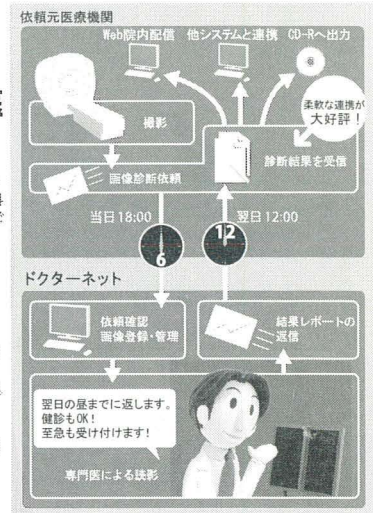 依頼元医療機関
Web院内配信 他システムと連携 CD-Rへ出力
柔軟な連携が
大好評！
撮影
診断結果を受信
画像診断依頼
当日18:00
翌日12:00
6
12
ドクターネット
依頼確認
画像登録・管理
結果レポートの
返信
翌日の昼までに返します。
健診もOK！
至急も受け付けます！
専門医による読影